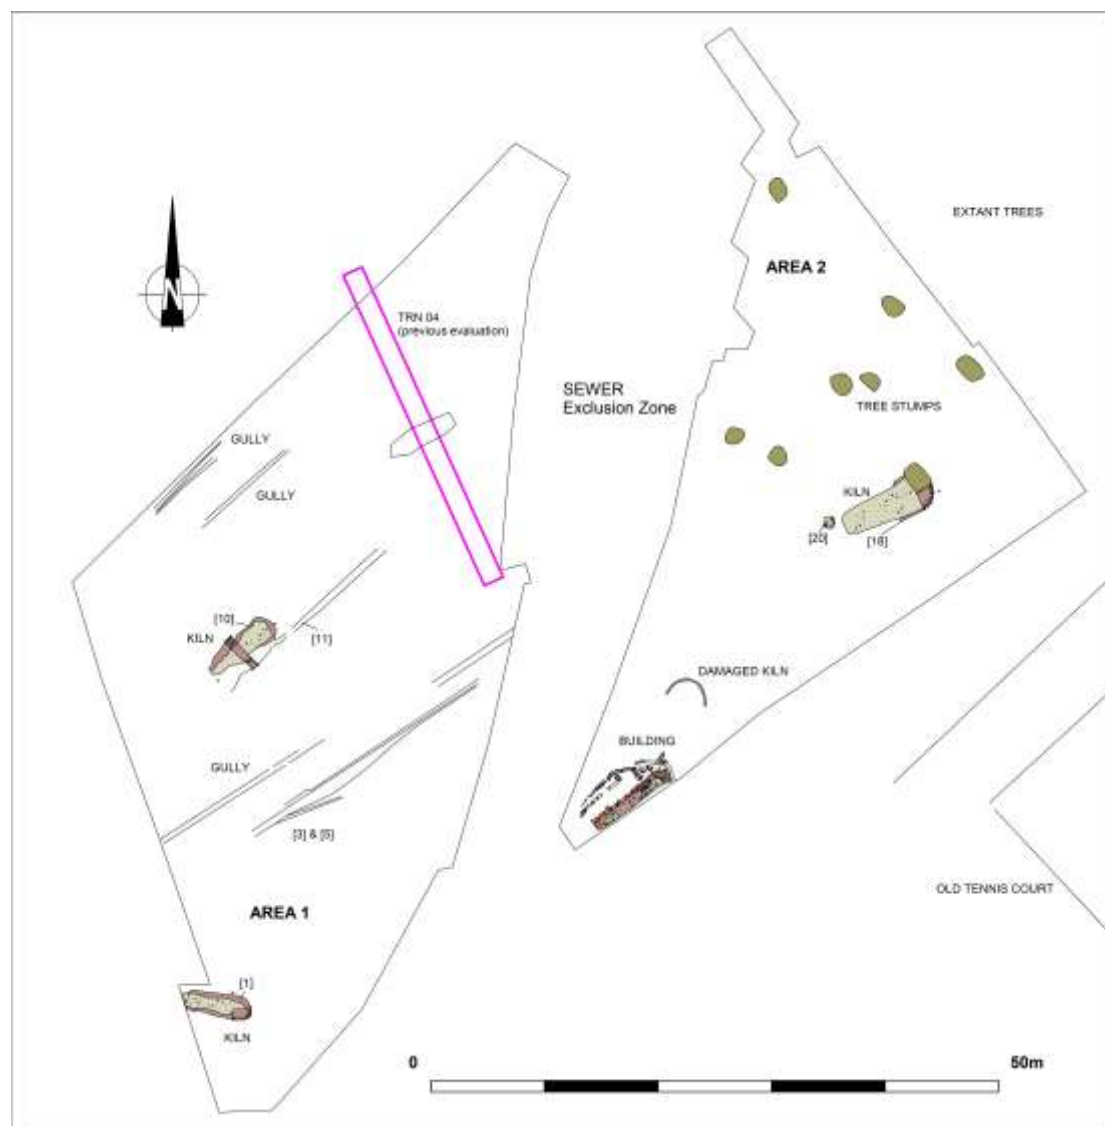 EXTANT TREES
AREA 2
N
TRN 04
(previous evaluation)
SEWER
Exclusion Zone
TREE STUMPS
GULLY
GULLY
KILN
[20]
[18]
[10]
KILN
[11]
DAMAGED KILN
BUILDING
GULLY
[3] & [5]
OLD TENNIS COURT
AREA 1
[1]
KILN
0
50m